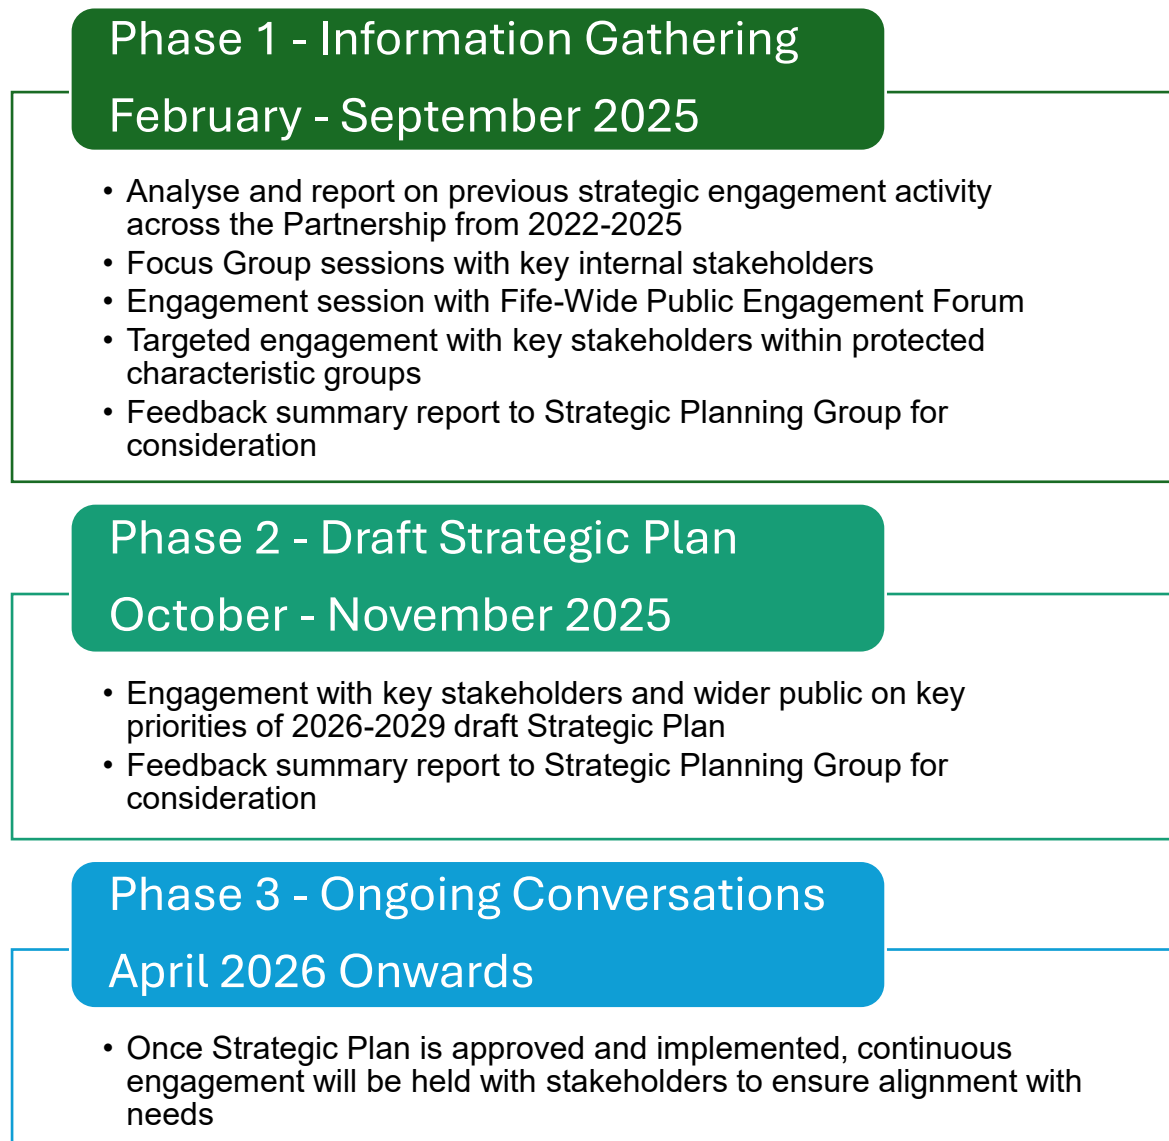 Phase 1 - Information Gathering
February - September 2025
• Analyse and report on previous strategic engagement activity
across the Partnership from 2022-2025
• Focus Group sessions with key internal stakeholders
• Engagement session with Fife-Wide Public Engagement Forum
• Targeted engagement with key stakeholders within protected
characteristic groups
• Feedback summary report to Strategic Planning Group for
consideration
Phase 2 - Draft Strategic Plan
October - November 2025
• Engagement with key stakeholders and wider public on key
priorities of 2026-2029 draft Strategic Plan
• Feedback summary report to Strategic Planning Group for
consideration
Phase 3 - Ongoing Conversations
April 2026 Onwards
• Once Strategic Plan is approved and implemented, continuous
engagement will be held with stakeholders to ensure alignment with
needs